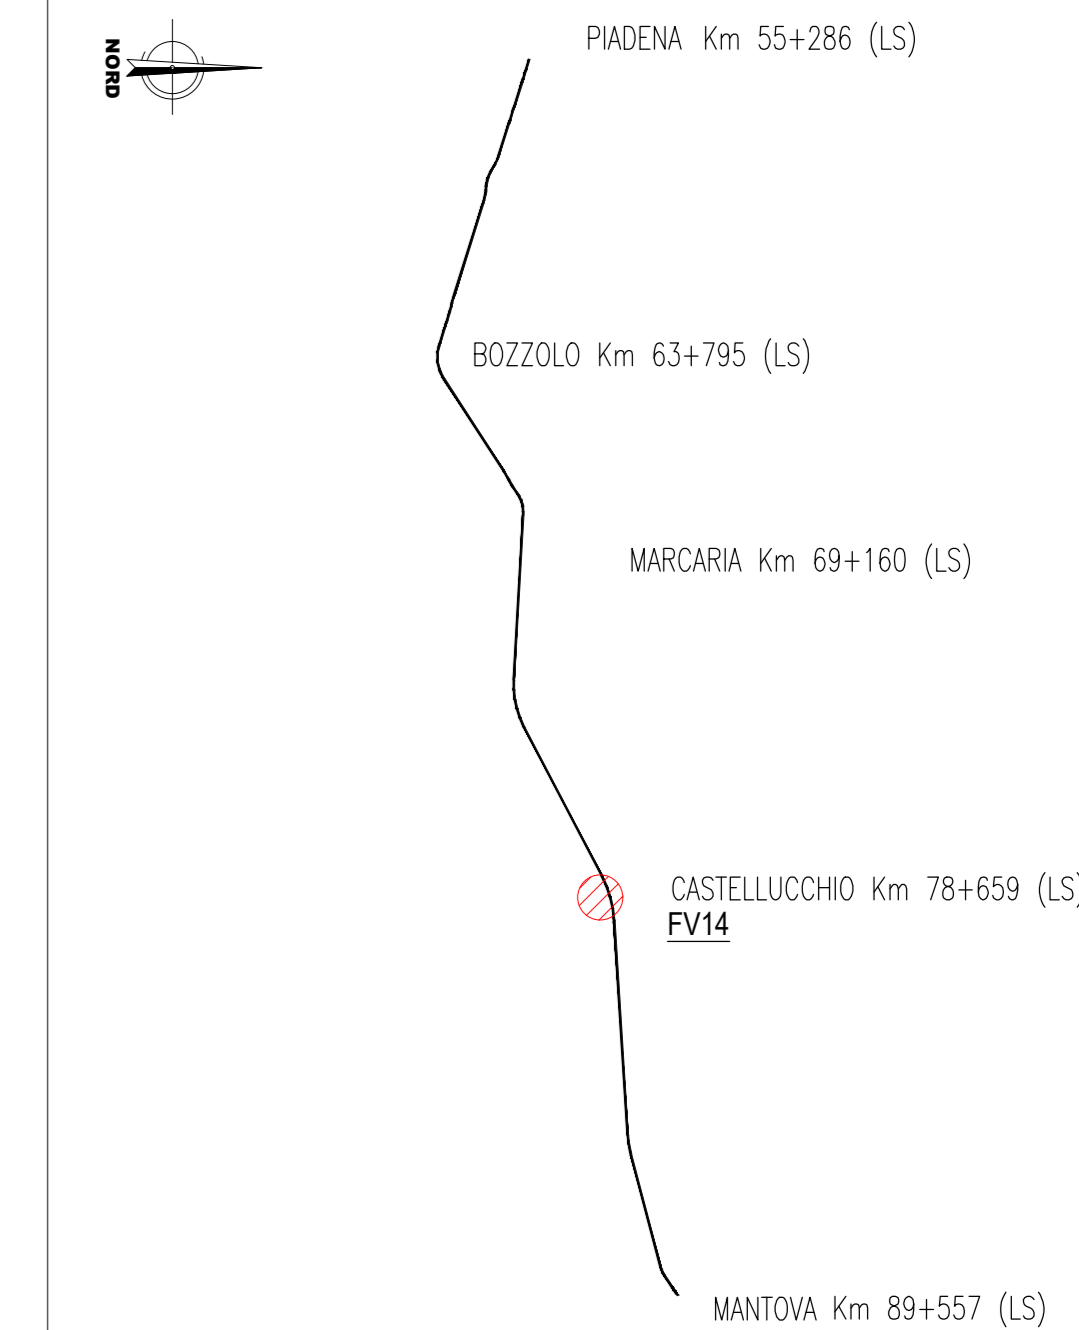 NORD
PIADENA Km 55+286 (LS)
BOZZOLO Km 63+795 (LS)
MARCARIA Km 69+160 (LS)
CASTELLUCCHIO Km 78+659 (LS)
FV14
MANTOVA Km 89+557 (LS)